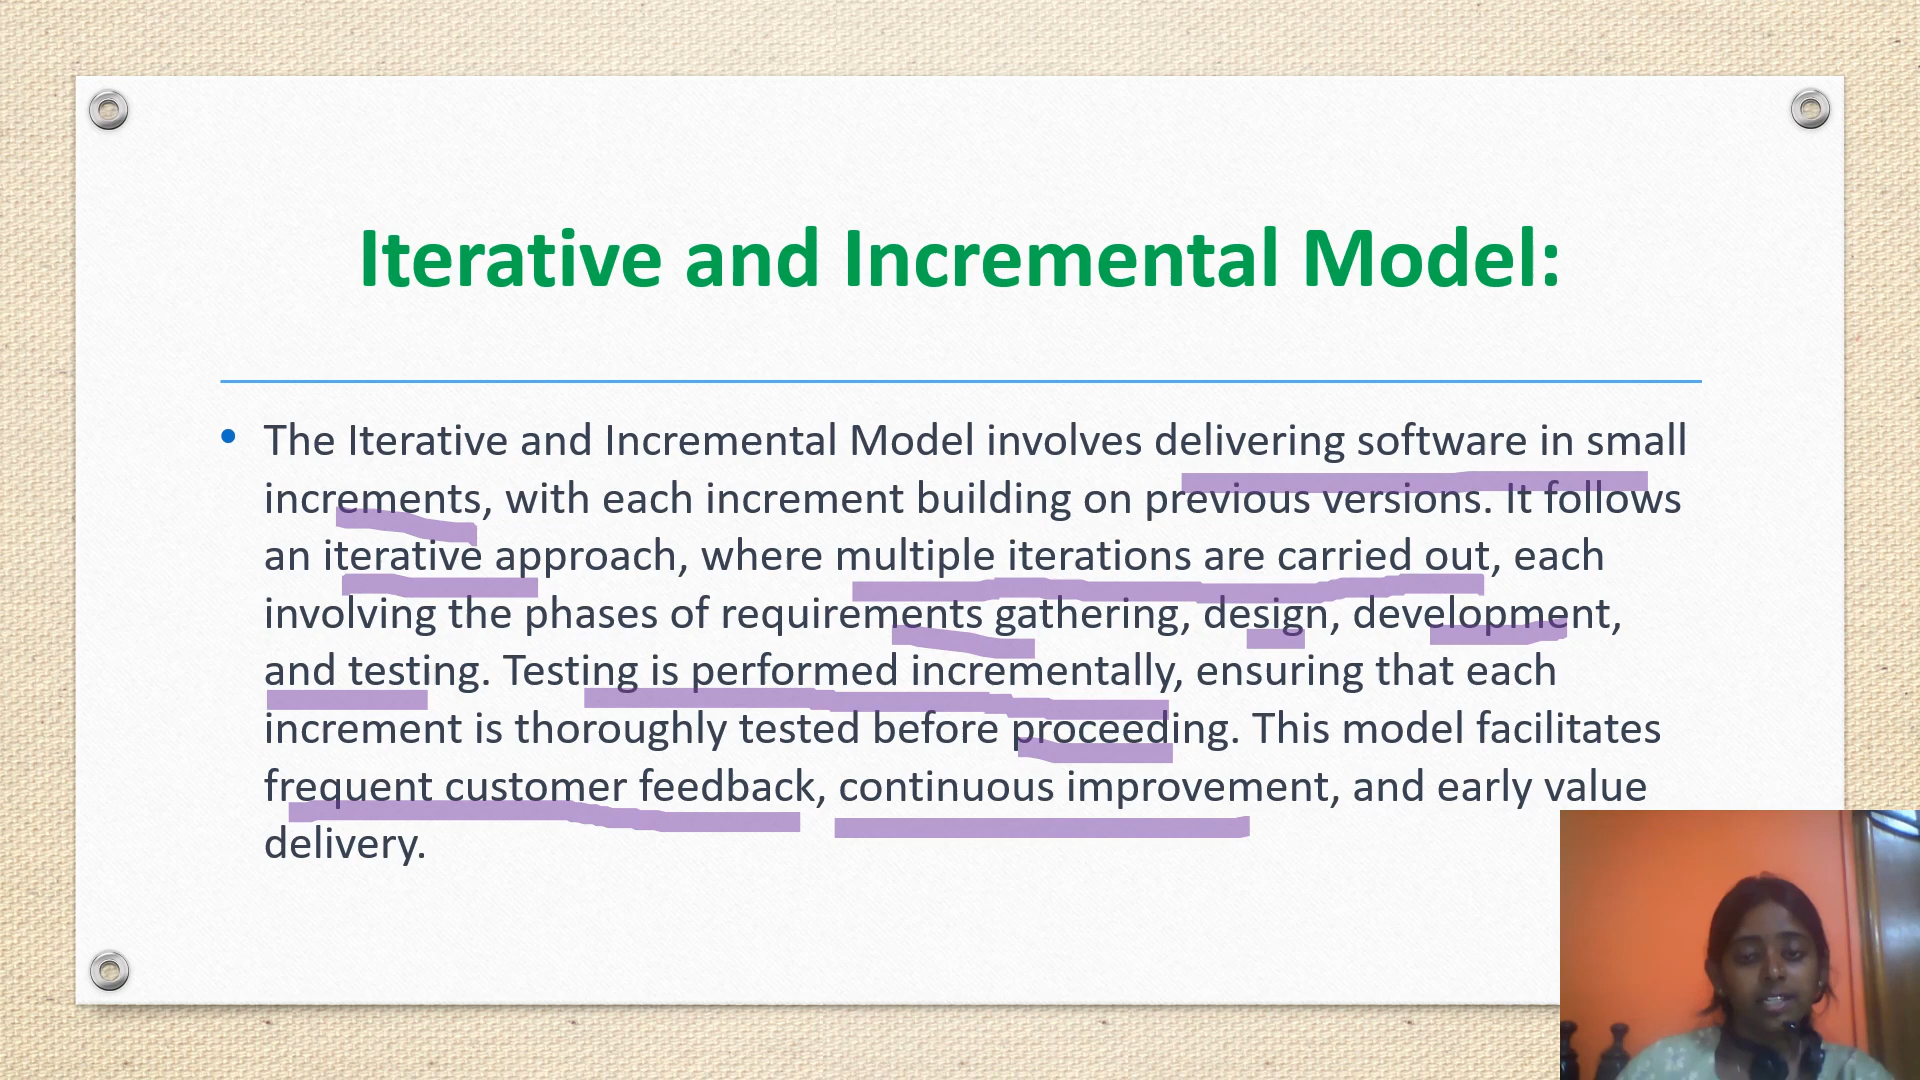 Iterative and Incremental Model:
• The Iterative and Incremental Model involves delivering software in small
increments, with each increment building on previous versions. It follows
an iterative approach, where multiple iterations are carried out, each
involving the phases of requirements gathering, design, development,
and testing. Testing is performed incrementally, ensuring that each
increment is thoroughly tested before proceeding. This model facilitates
frequent customer feedback, continuous improvement, and early value
delivery.